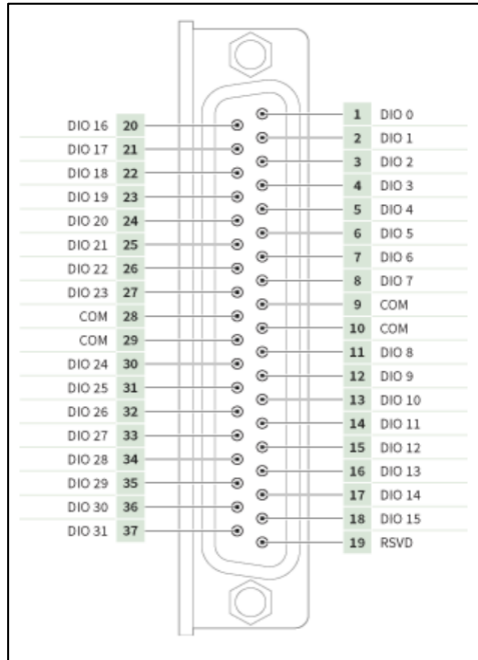 1 DIO 0
DIO 16 20
2 DIO 1
DIO 17 21
3 DIO 2
DIO 18 22
4 DIO 3
DIO 19 23
5 DIO 4
DIO 20 24
6 DIO 5
DIO 21 25
7 DIO 6
DIO 22 26
8 DIO 7
DIO 23 27
9 COM
COM 28
10 COM
COM 29
11 DIO 8
DIO 24 30
12 DIO 9
DIO 25 31
13 DIO 10
DIO 26 32
14 DIO 11
DIO 27 33
15 DIO 12
DIO 28 34
16 DIO 13
DIO 29 35
17 DIO 14
DIO 30 36
18 DIO 15
DIO 31 37
19 RSVD